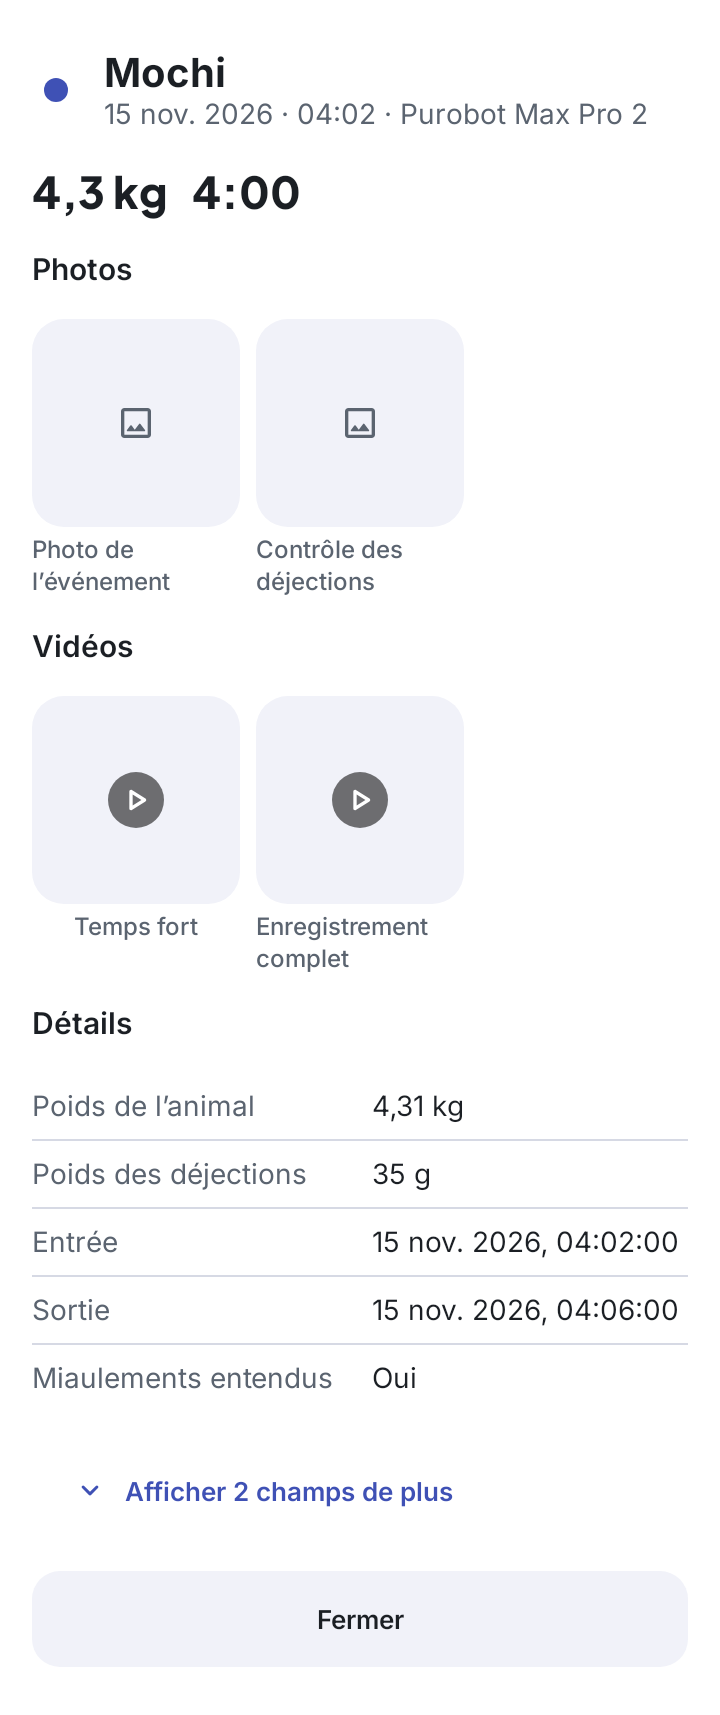 Mochi
15 nov. 2026 · 04:02 · Purobot Max Pro 2
4,3 kg 4:00
Photos
Photo de l’événement
Contrôle des déjections
Vidéos
Temps fort
Enregistrement complet
Détails
Poids de l’animal 4,31 kg
Poids des déjections 35 g
Entrée 15 nov. 2026, 04:02:00
Sortie 15 nov. 2026, 04:06:00
Miaulements entendus Oui
Afficher 2 champs de plus
Fermer